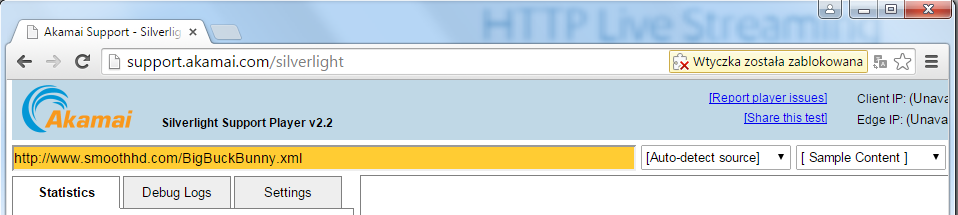 HTTP Live Streaming
Akamai Support - Silverlig
support.akamai.com/silverlight
Wtyczka została zablokowana
Akamai
Silverlight Support Player v2.2
[Report player issues]
Client IP: (Unava
[Share this test]
Edge IP: (Unava
http://www.smoothhd.com/BigBuckBunny.xml
[Auto-detect source]
[ Sample Content ]
Statistics
Debug Logs
Settings